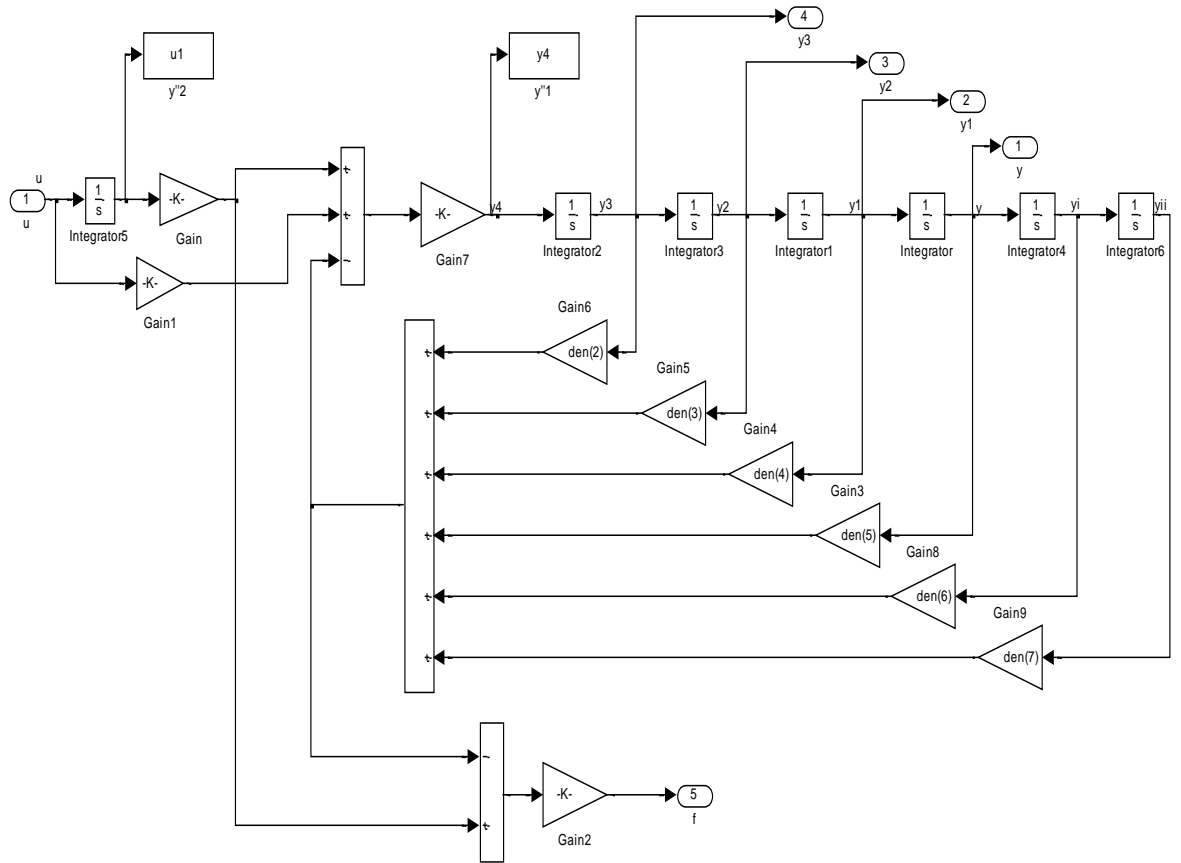 4
y3
u1
y"2
y4
y"1
3
y2
2
y1
1
y
u
1
u
1
s
Integrator5
-K-
Gain
+
+
-
-K-
Gain7
y4
1
s
Integrator2
y3
1
s
Integrator3
y2
1
s
Integrator1
y1
1
s
Integrator
y
1
s
Integrator4
yi
1
s
Integrator6
yii
-K-
Gain1
Gain6
den(2)
+
Gain5
den(3)
+
Gain4
den(4)
+
Gain3
den(5)
+
Gain8
den(6)
+
Gain9
den(7)
+
-
+
-K-
Gain2
5
f